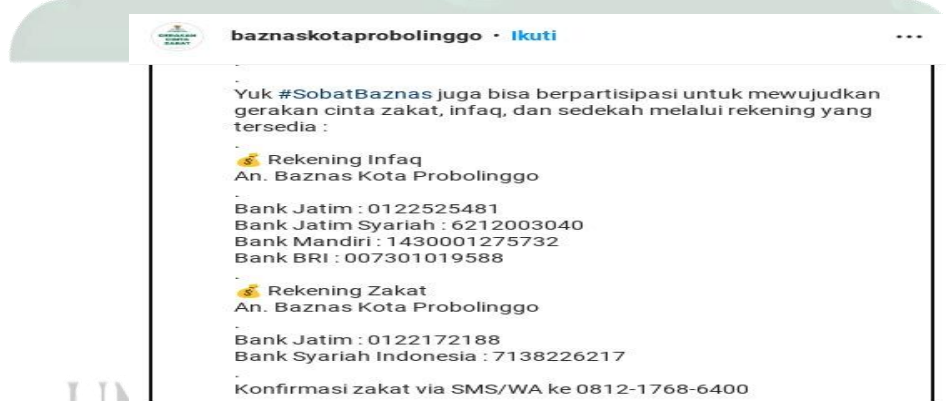 GERAKAN
CINTA
ZAKAT
baznaskotaprobolinggo • Ikuti
...
.
.
Yuk #SobatBaznas juga bisa berpartisipasi untuk mewujudkan
gerakan cinta zakat, infaq, dan sedekah melalui rekening yang
tersedia :
.
💰 Rekening Infaq
An. Baznas Kota Probolinggo
.
Bank Jatim : 0122525481
Bank Jatim Syariah : 6212003040
Bank Mandiri : 1430001275732
Bank BRI : 007301019588
.
💰 Rekening Zakat
An. Baznas Kota Probolinggo
.
Bank Jatim : 0122172188
Bank Syariah Indonesia : 7138226217
.
Konfirmasi zakat via SMS/WA ke 0812-1768-6400